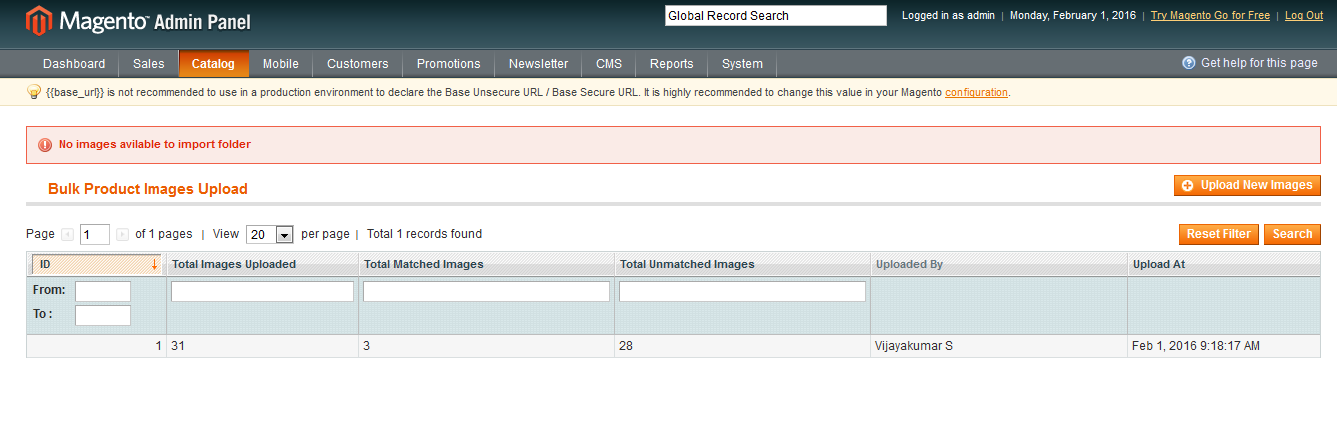 Magento Admin Panel
Global Record Search
Logged in as admin | Monday, February 1, 2016 | Try Magento Go for Free | Log Out
Dashboard Sales Catalog Mobile Customers Promotions Newsletter CMS Reports System Get help for this page
{{base_url}} is not recommended to use in a production environment to declare the Base Unsecure URL / Base Secure URL. It is highly recommended to change this value in your Magento configuration.
No images avilable to import folder
Bulk Product Images Upload
Upload New Images
Page 1 of 1 pages | View 20 per page | Total 1 records found
Reset Filter Search
ID Total Images Uploaded Total Matched Images Total Unmatched Images Uploaded By Upload At
From:
To :
1 31 3 28 Vijayakumar S Feb 1, 2016 9:18:17 AM